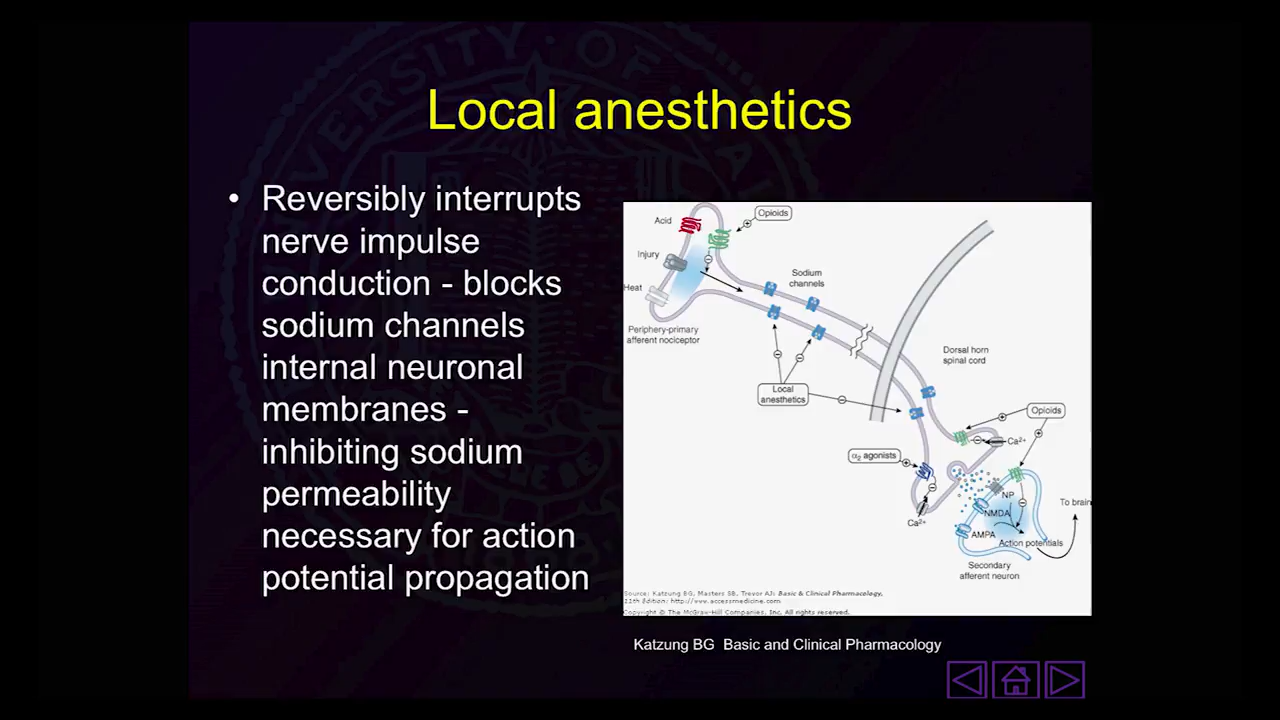 Local anesthetics
• Reversibly interrupts
nerve impulse
conduction - blocks
sodium channels
internal neuronal
membranes -
inhibiting sodium
permeability
necessary for action
potential propagation
Acid
Opioids
Injury
Heat
Sodium
channels
Periphery-primary
afferent nociceptor
Dorsal horn
spinal cord
Local
anesthetics
Opioids
Ca²⁺
α₂ agonists
NP
NMDA
To brain
Ca²⁺
AMPA
Action potentials
Secondary
afferent neuron
Source: Katzung BG, Masters SB, Trevor AJ: Basic & Clinical Pharmacology,
11th Edition: http://www.accessmedicine.com
Copyright © The McGraw-Hill Companies, Inc. All rights reserved.
Katzung BG Basic and Clinical Pharmacology